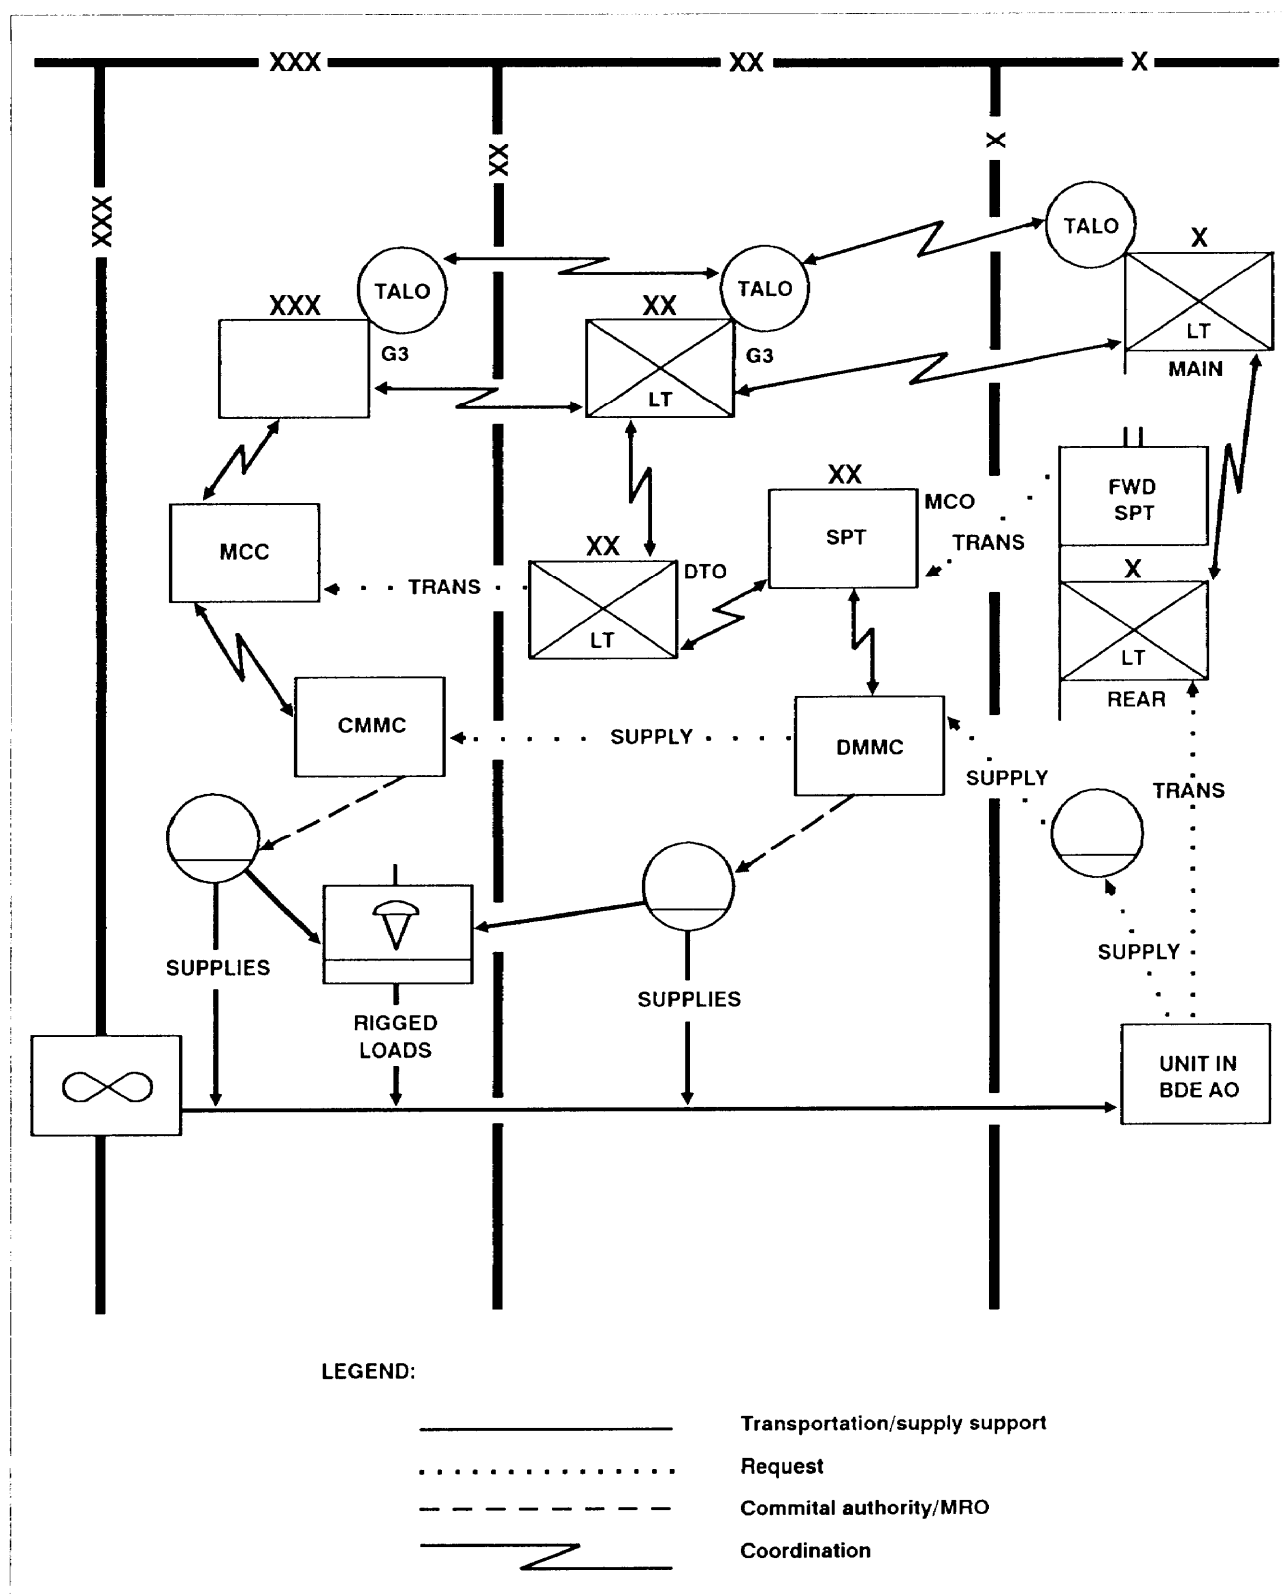 XXX
XX
X
X
XX
XXX
TALO
X
TALO
TALO
XXX
XX
LT
G3
G3
MAIN
LT
XX
FWD
SPT
MCO
SPT
TRANS
MCC
XX
DTO
TRANS
X
LT
LT
REAR
CMMC
SUPPLY
DMMC
SUPPLY
TRANS
SUPPLY
SUPPLIES
SUPPLIES
RIGGED
LOADS
UNIT IN
BDE AO
LEGEND:
Transportation/supply support
Request
Commital authority/MRO
Coordination